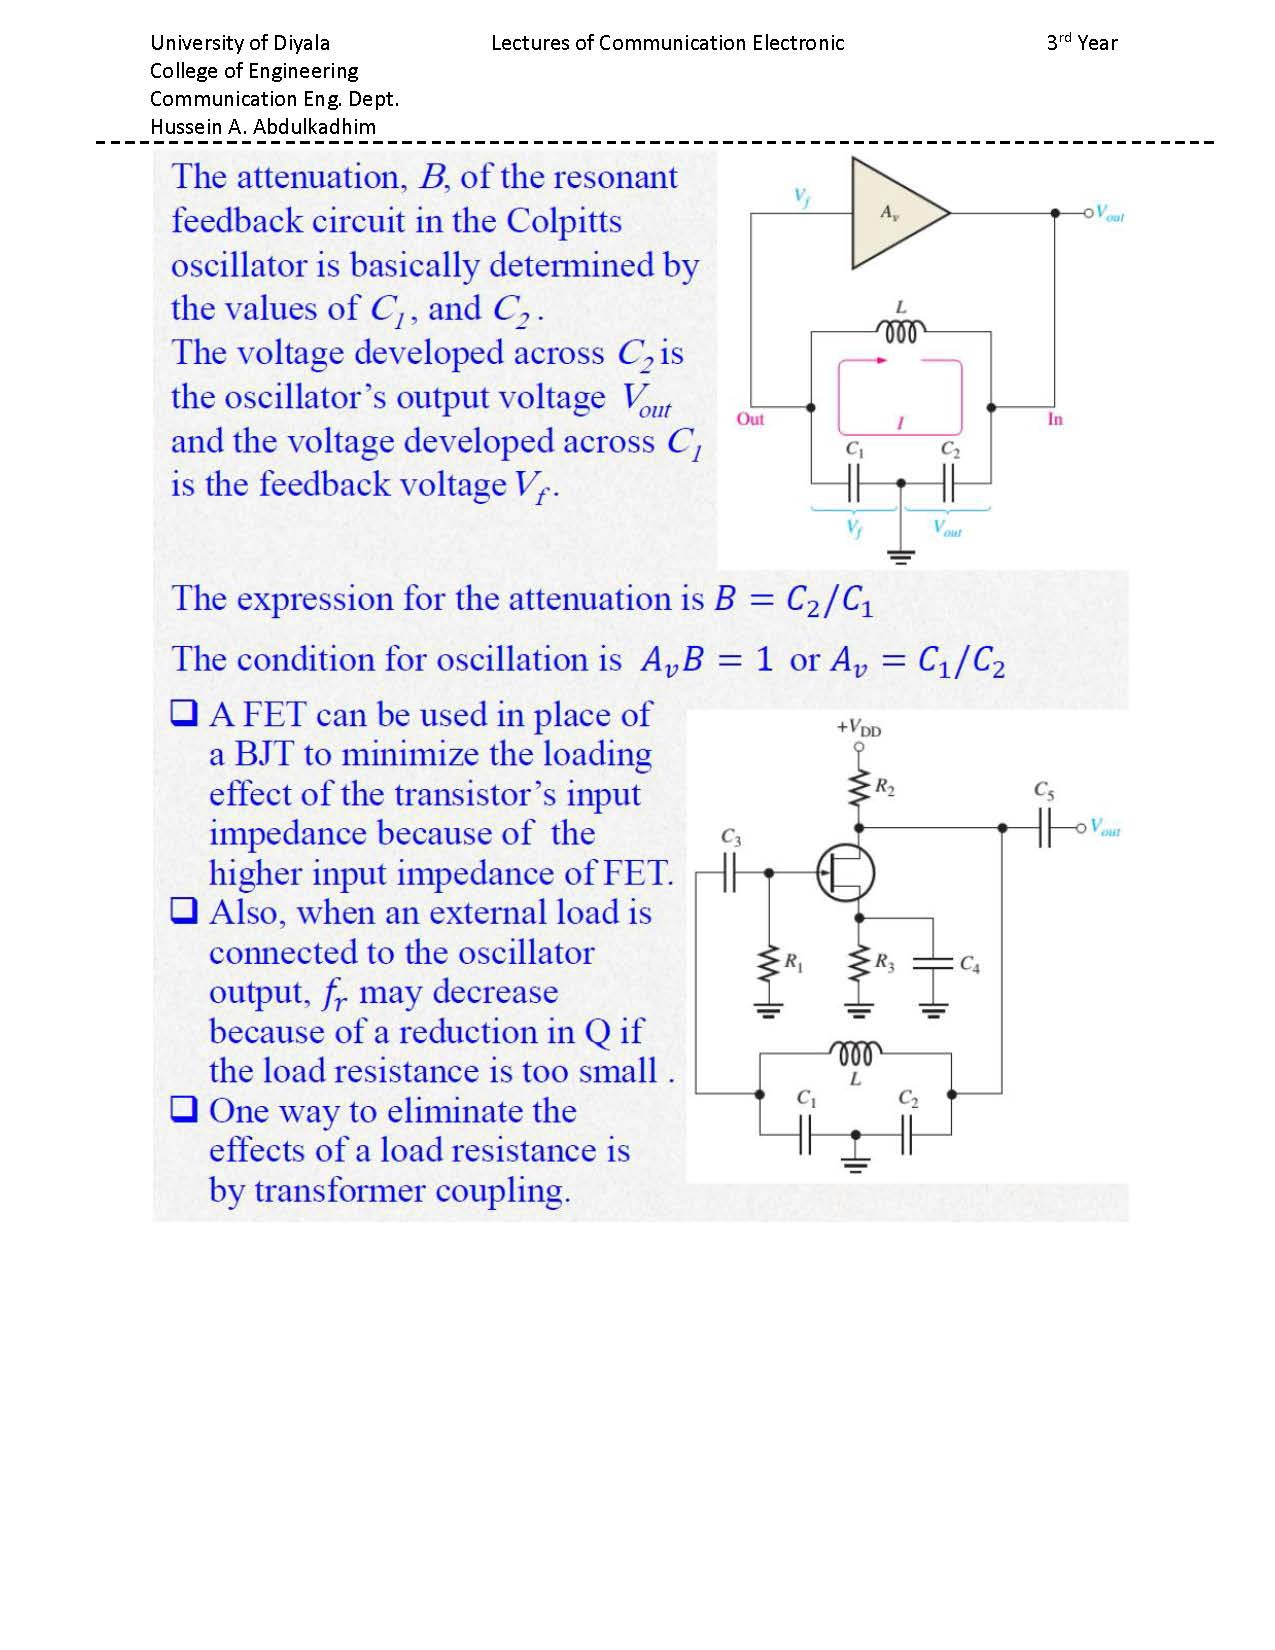 University of Diyala
Lectures of Communication Electronic
3rd Year
College of Engineering
Communication Eng. Dept.
Hussein A. Abdulkadhim
The attenuation, B, of the resonant
feedback circuit in the Colpitts
oscillator is basically determined by
the values of C1, and C2.
The voltage developed across C2 is
the oscillator's output voltage Vout
and the voltage developed across C1
is the feedback voltage Vf.
Vf
Av
Vout
L
Out
I
In
C1
C2
Vf
Vout
The expression for the attenuation is B = C2/C1
The condition for oscillation is AvB = 1 or Av = C1/C2
❑ A FET can be used in place of
a BJT to minimize the loading
effect of the transistor's input
impedance because of the
higher input impedance of FET.
❑ Also, when an external load is
connected to the oscillator
output, fr may decrease
because of a reduction in Q if
the load resistance is too small .
❑ One way to eliminate the
effects of a load resistance is
by transformer coupling.
+VDD
R2
C5
Vout
C3
R1
R3
C4
L
C1
C2